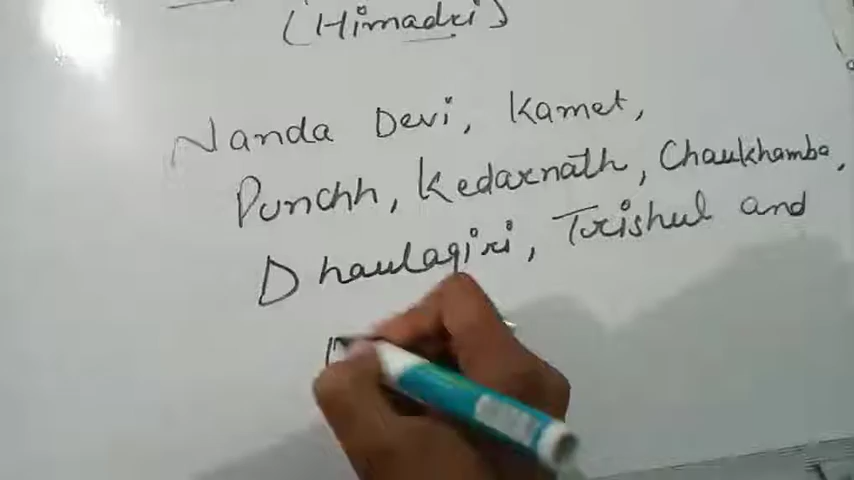 (Himadri)
Nanda Devi, Kamet,
Punchh, Kedarnath, Chaukhamba,
Dhaulagiri, Trishul and